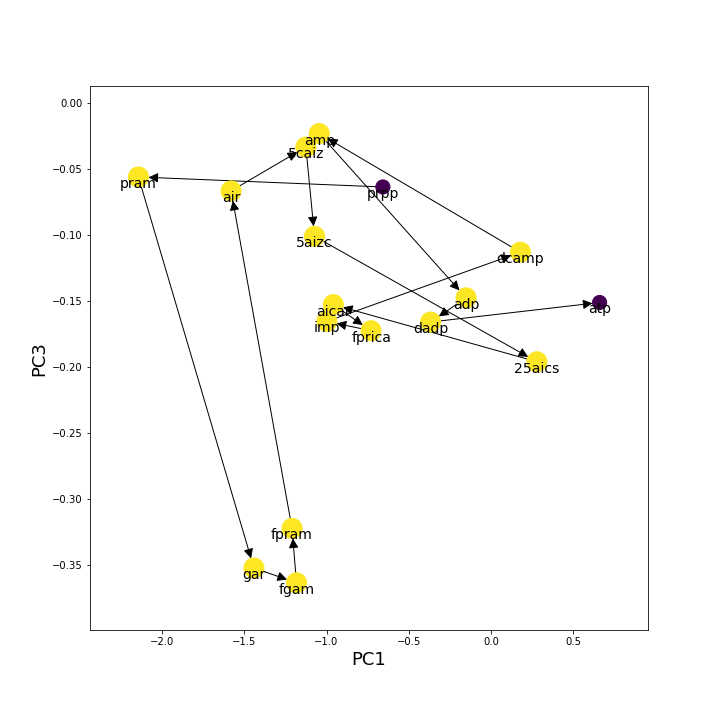 0.00
−0.05
−0.10
−0.15
−0.20
−0.25
−0.30
−0.35
PC3
amp
5caiz
pram
air
prpp
5aizc
dcamp
adp
aicar
atp
imp
fprica
dadp
25aics
fpram
gar
fgam
−2.0
−1.5
−1.0
−0.5
0.0
0.5
PC1